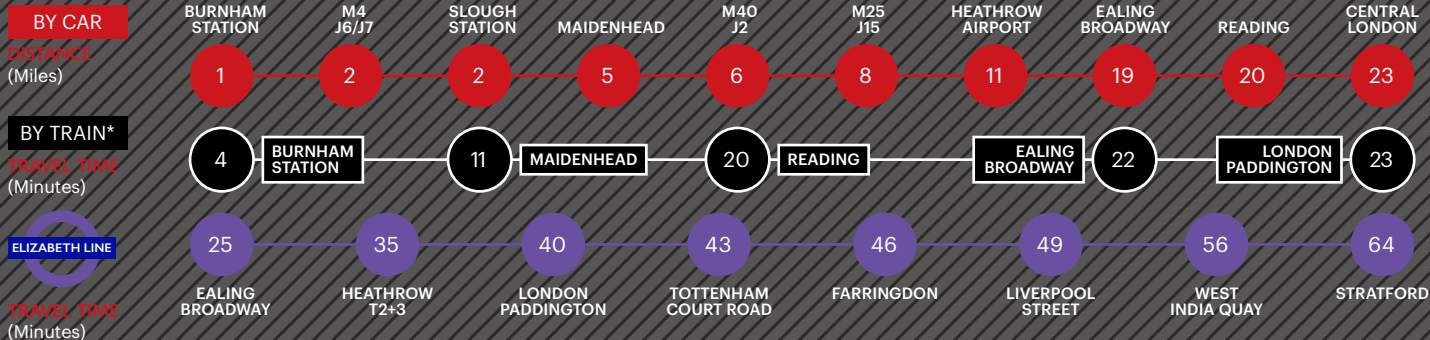 BY CAR
DISTANCE
(Miles)
BURNHAM
STATION
1
M4
J6/J7
2
SLOUGH
STATION
2
MAIDENHEAD
5
M40
J2
6
M25
J15
8
HEATHROW
AIRPORT
11
EALING
BROADWAY
19
READING
20
CENTRAL
LONDON
23
BY TRAIN*
TRAVEL TIME
(Minutes)
4
BURNHAM
STATION
11
MAIDENHEAD
20
READING
EALING
BROADWAY
22
LONDON
PADDINGTON
23
ELIZABETH LINE
TRAVEL TIME
(Minutes)
25
EALING
BROADWAY
35
HEATHROW
T2+3
40
LONDON
PADDINGTON
43
TOTTENHAM
COURT ROAD
46
FARRINGDON
49
LIVERPOOL
STREET
56
WEST
INDIA QUAY
64
STRATFORD